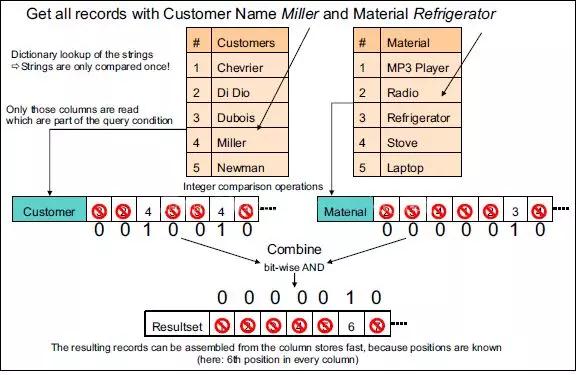 Get all records with Customer Name Miller and Material Refrigerator
Dictionary lookup of the strings
⇨Strings are only compared once!
Only those columns are read
which are part of the query condition
# Customers
1 Chevrier
2 Di Dio
3 Dubois
4 Miller
5 Newman
# Material
1 MP3 Player
2 Radio
3 Refrigerator
4 Stove
5 Laptop
Integer comparison operations
Customer 4 4
0 0 1 0 0 1 0
Material 3
0 0 0 0 0 1 0
Combine
bit-wise AND
0 0 0 0 0 1 0
Resultset 6
The resulting records can be assembled from the column stores fast, because positions are known
(here: 6th position in every column)